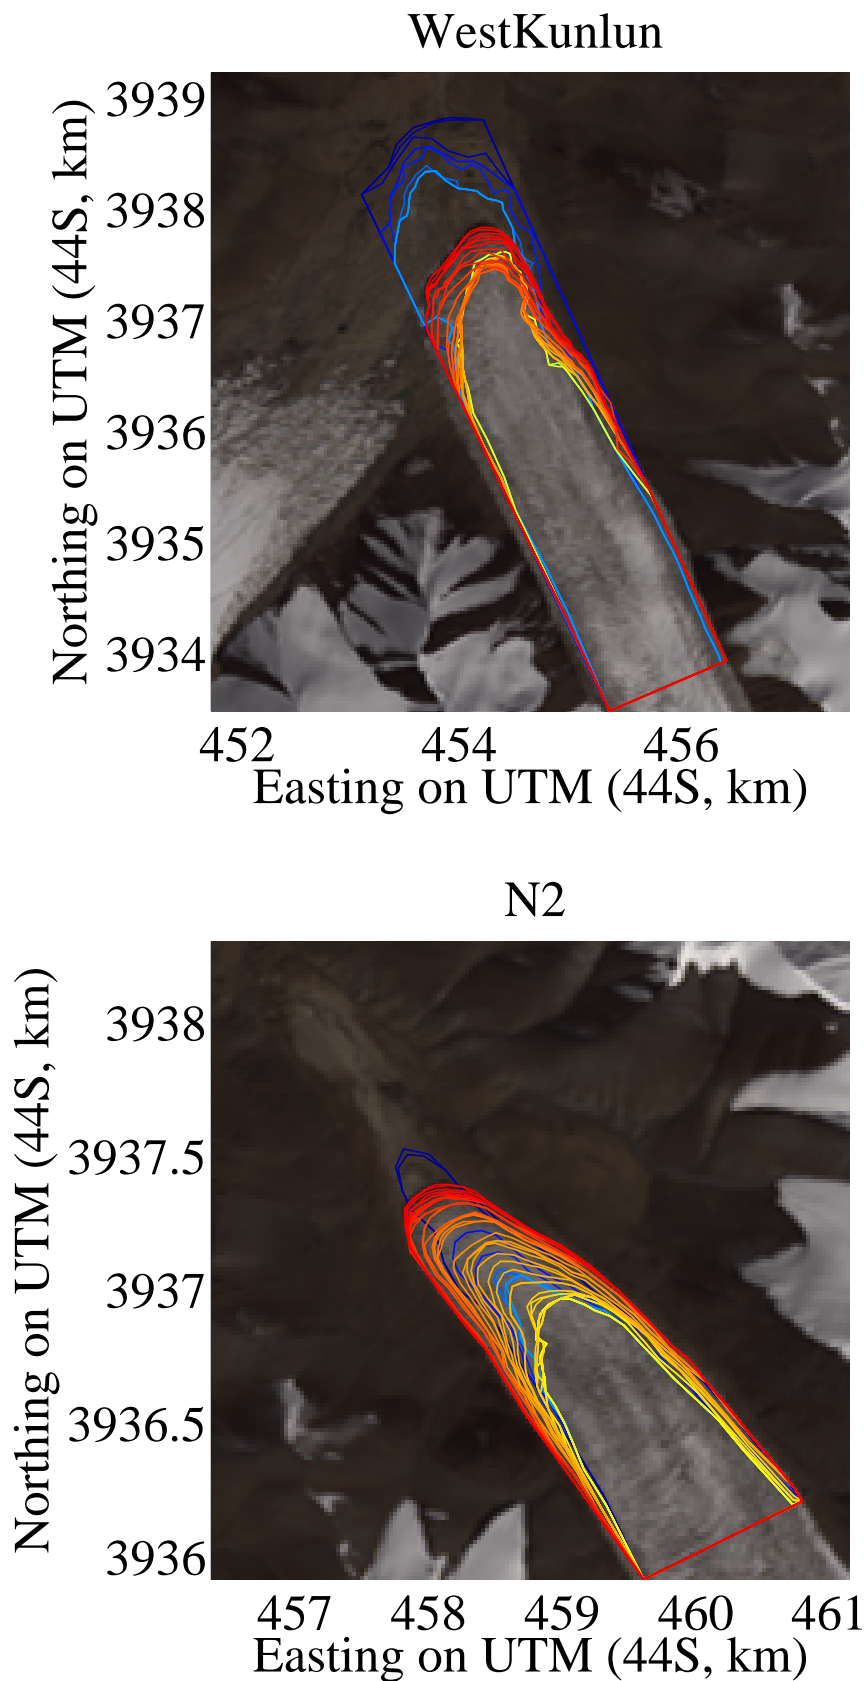 WestKunlun
3939
3938
3937
3936
3935
3934
Northing on UTM (44S, km)
452 454 456
Easting on UTM (44S, km)
N2
3938
3937.5
3937
3936.5
3936
Northing on UTM (44S, km)
457 458 459 460 461
Easting on UTM (44S, km)